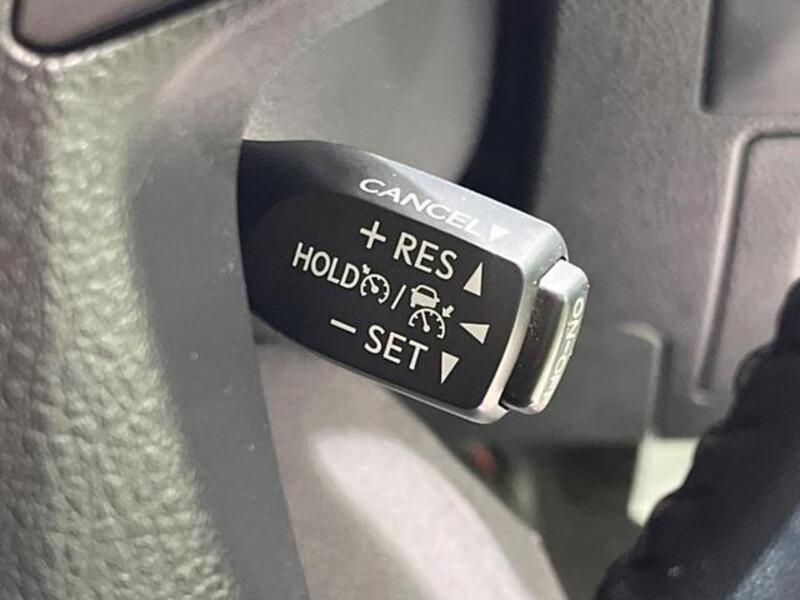 CANCEL▼
+ RES▲
HOLD / ◀
− SET▼
ON-OFF